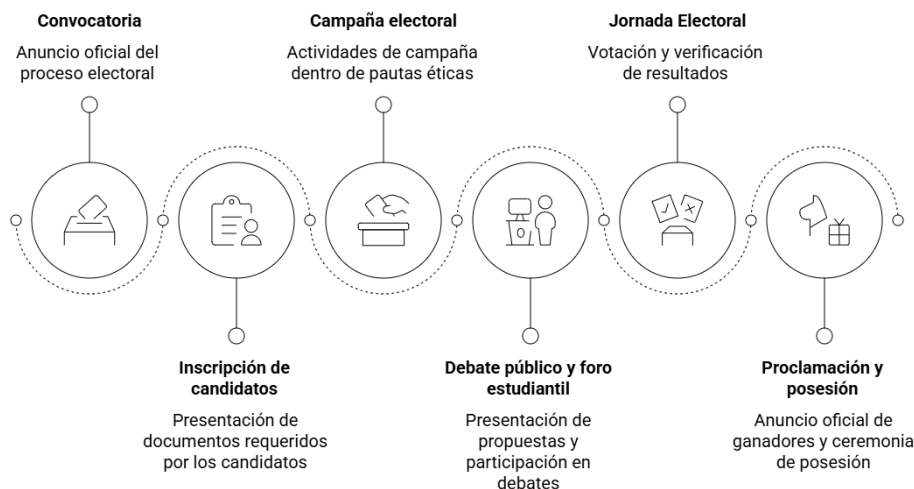 Convocatoria
Anuncio oficial del
proceso electoral
Inscripción de
candidatos
Presentación de
documentos requeridos
por los candidatos
Campaña electoral
Actividades de campaña
dentro de pautas éticas
Debate público y foro
estudiantil
Presentación de
propuestas y
participación en
debates
Jornada Electoral
Votación y verificación
de resultados
Proclamación y
posesión
Anuncio oficial de
ganadores y ceremonia
de posesión